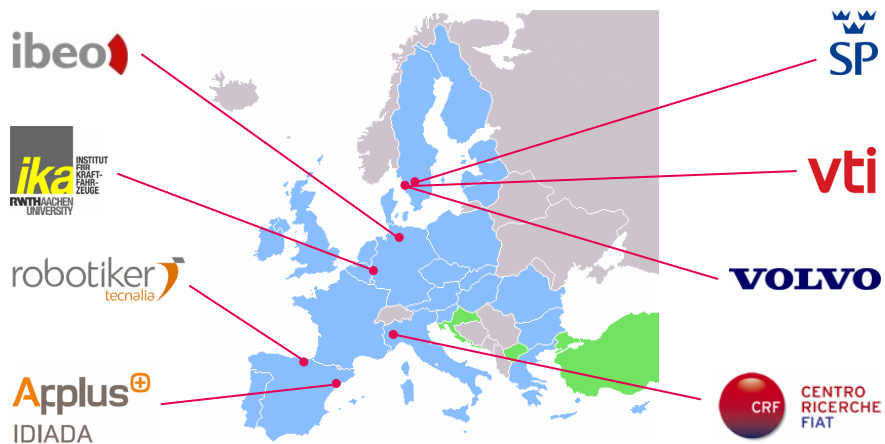 ibeo
ika
INSTITUT
FÜR
KRAFT-
FAHR-
ZEUGE
RWTHAACHEN
UNIVERSITY
robotiker
tecnalia
Applus+
IDIADA
SP
vti
VOLVO
CRF
CENTRO
RICERCHE
FIAT